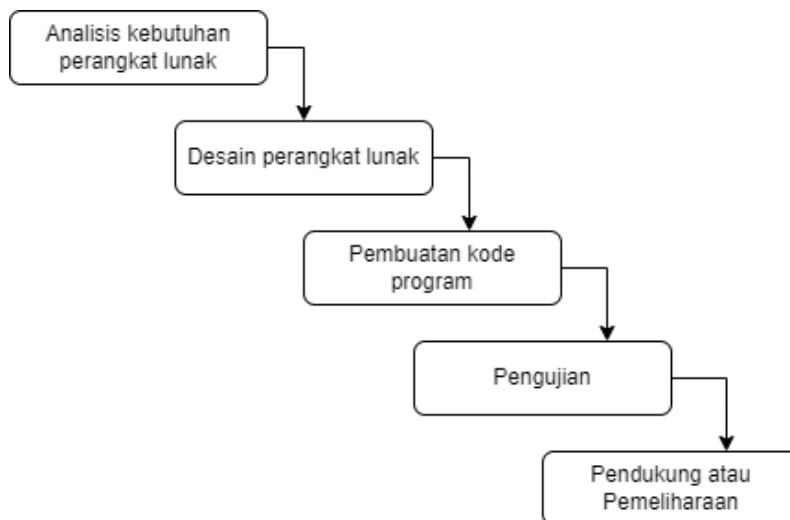 Analisis kebutuhan
perangkat lunak
Desain perangkat lunak
Pembuatan kode
program
Pengujian
Pendukung atau
Pemeliharaan